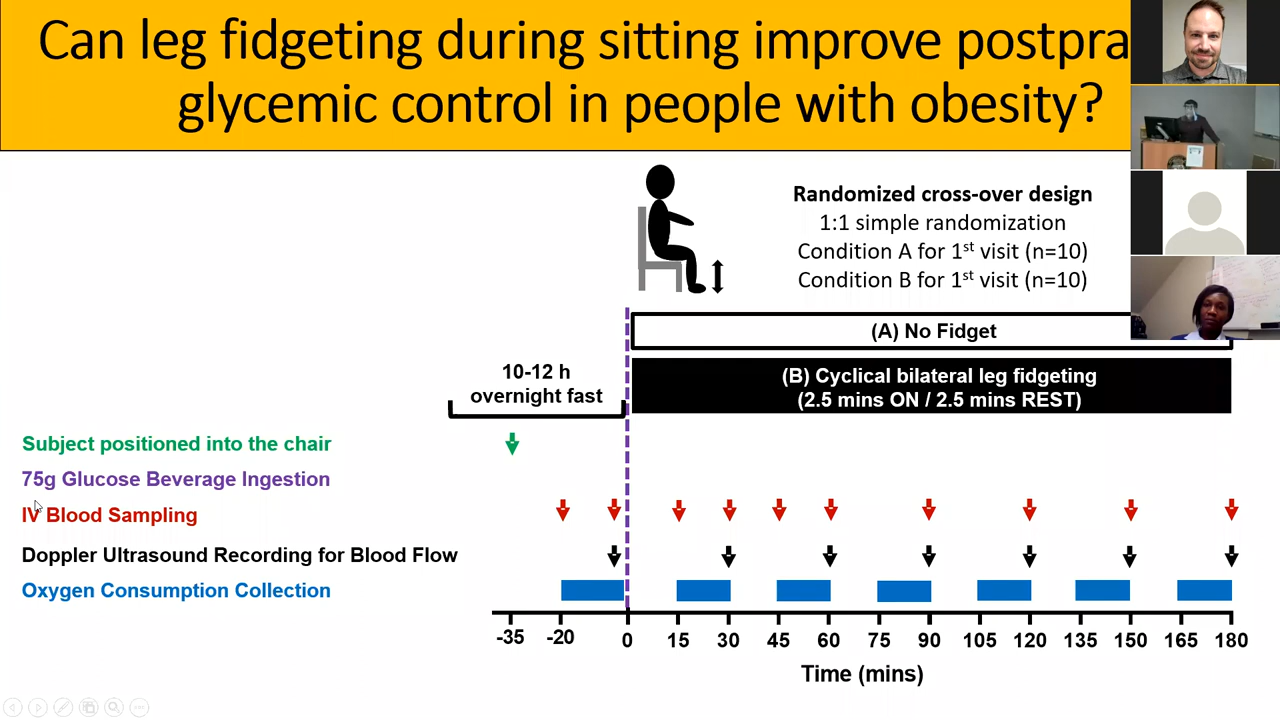 Can leg fidgeting during sitting improve postpra
glycemic control in people with obesity?
Randomized cross-over design
1:1 simple randomization
Condition A for 1st visit (n=10)
Condition B for 1st visit (n=10)
(A) No Fidget
10-12 h
overnight fast
(B) Cyclical bilateral leg fidgeting
(2.5 mins ON / 2.5 mins REST)
Subject positioned into the chair
75g Glucose Beverage Ingestion
IV Blood Sampling
Doppler Ultrasound Recording for Blood Flow
Oxygen Consumption Collection
-35 -20 0 15 30 45 60 75 90 105 120 135 150 165 180
Time (mins)